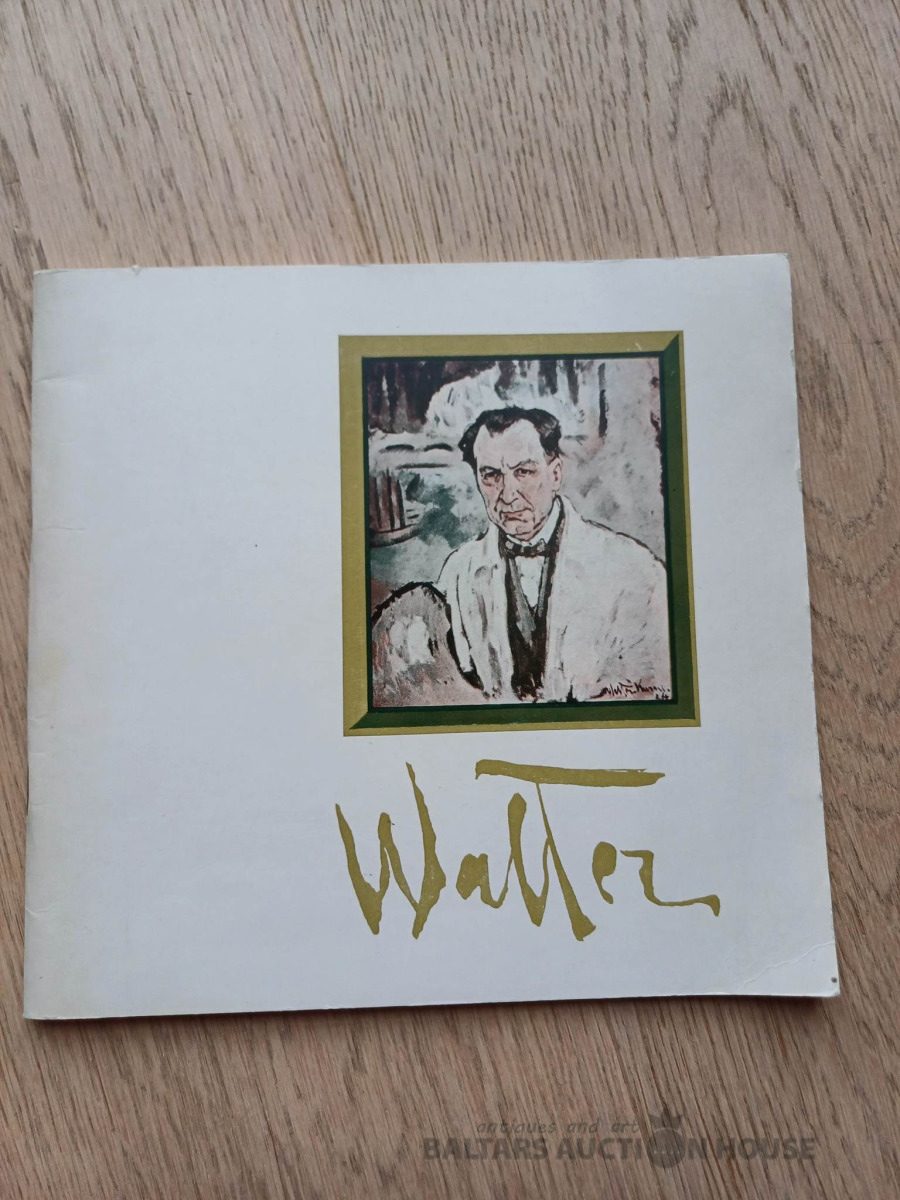 Walter
antiques and art
BALTARS AUCTION HOUSE